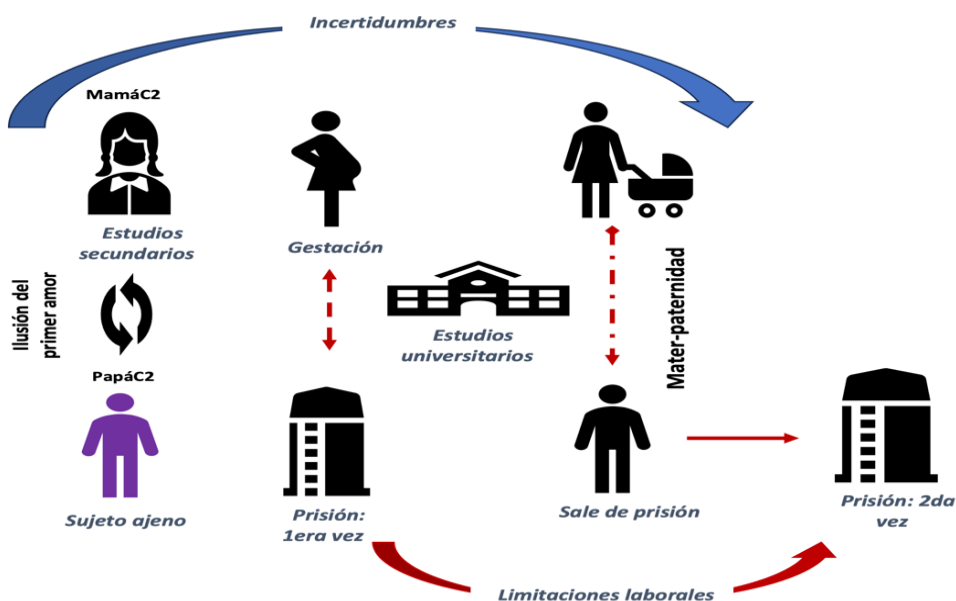 Incertidumbres
MamáC2
Estudios
secundarios
Gestación
Ilusión del
primer amor
Estudios
universitarios
Mater-paternidad
PapáC2
Sujeto ajeno
Prisión:
1era vez
Sale de prisión
Prisión: 2da
vez
Limitaciones laborales